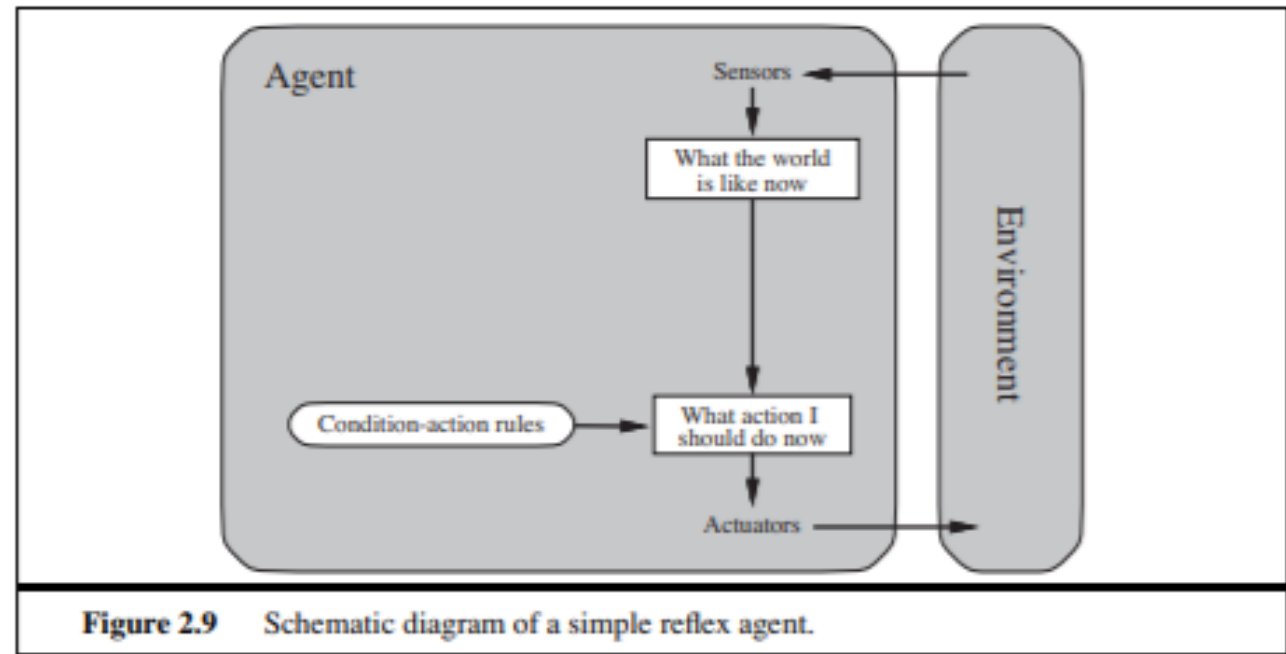 Agent
Sensors
What the world
is like now
Environment
Condition-action rules
What action I
should do now
Actuators
Figure 2.9 Schematic diagram of a simple reflex agent.